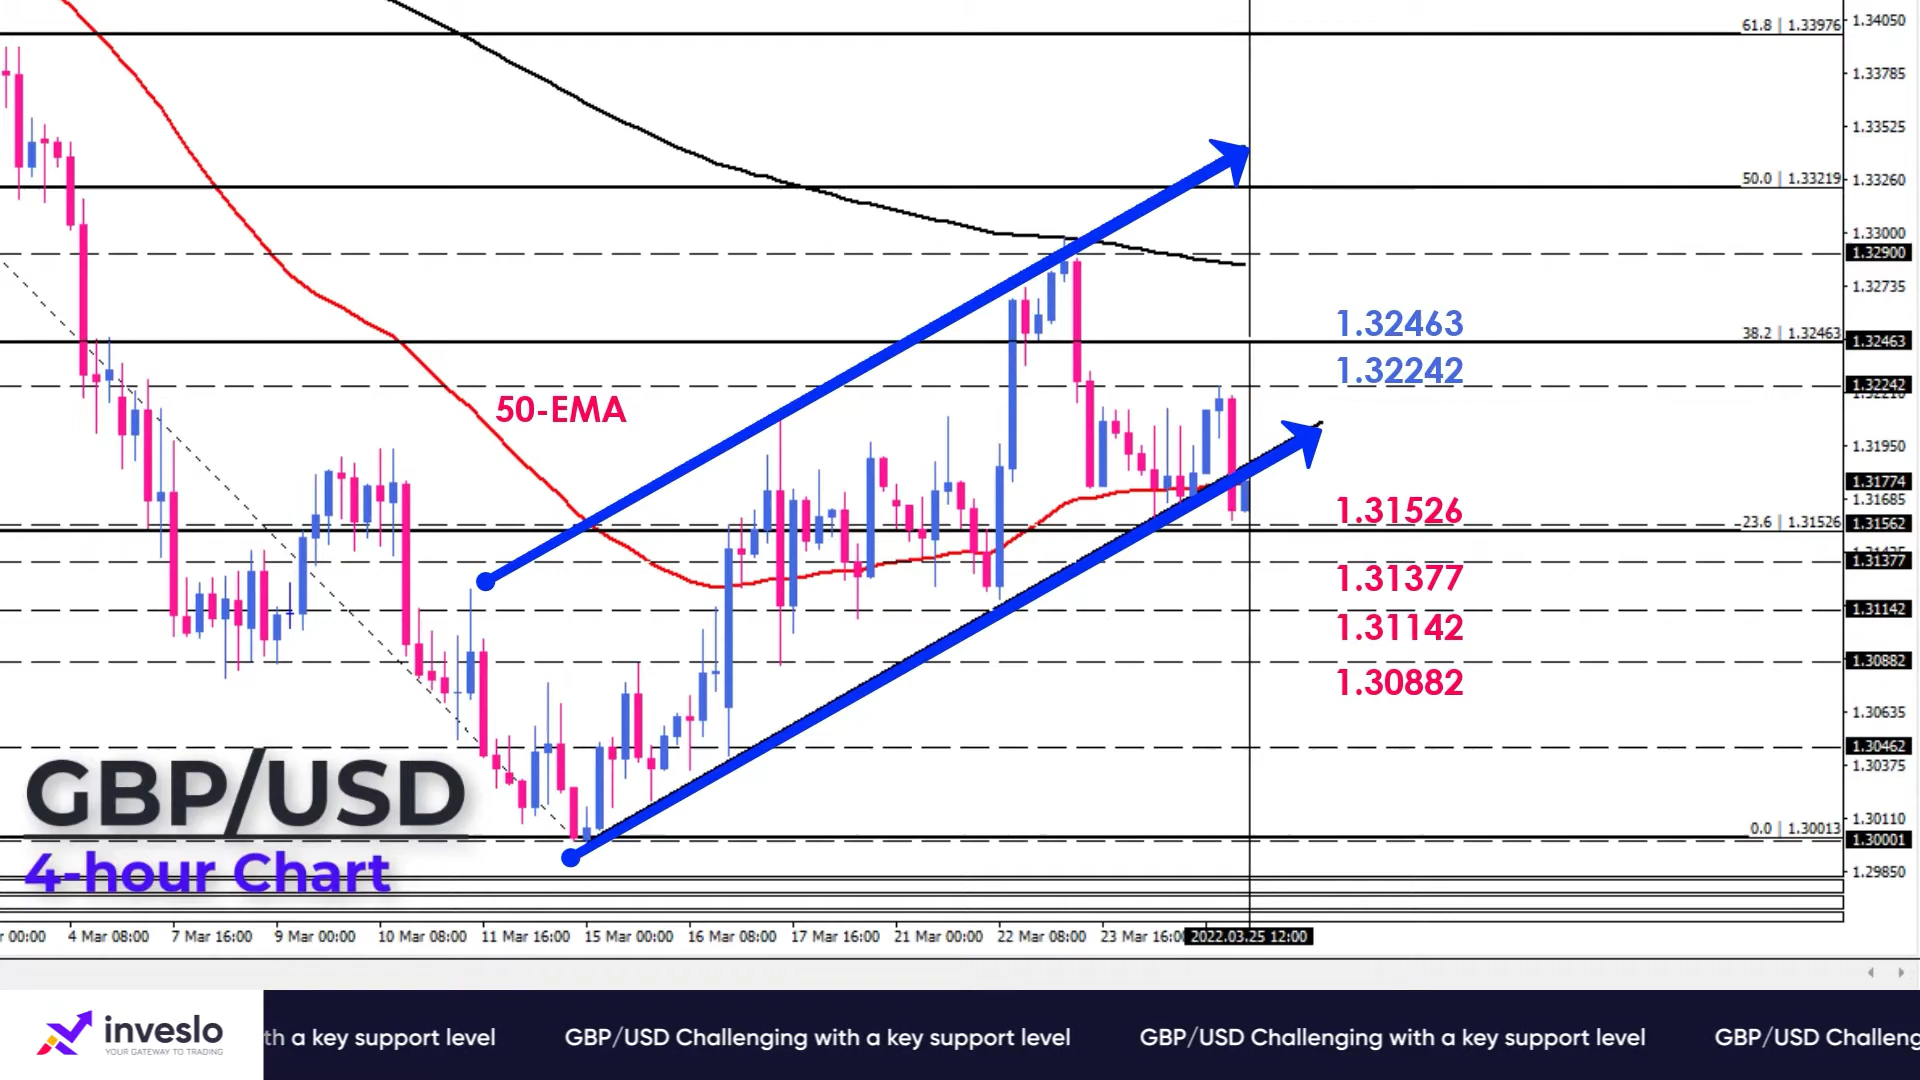 61.8 | 1.33976
1.34050
1.33785
1.33525
50.0 | 1.33219
1.33260
1.33000
1.32900
1.32735
1.32463
38.2 | 1.32463
1.32463
1.32242
1.32242
50-EMA
1.31950
1.31774
1.31685
1.31526
23.6 | 1.31526
1.31562
1.31377
1.31377
1.31142
1.31142
1.30882
1.30882
1.30635
1.30462
1.30375
GBP/USD
1.30110
0.0 | 1.30013
1.30001
4-hour Chart
1.29850
00:00 4 Mar 08:00 7 Mar 16:00 9 Mar 00:00 10 Mar 08:00 11 Mar 16:00 15 Mar 00:00 16 Mar 08:00 17 Mar 16:00 21 Mar 00:00 22 Mar 08:00 23 Mar 16:00 2022.03.25 12:00
inveslo
YOUR GATEWAY TO TRADING
th a key support level GBP/USD Challenging with a key support level GBP/USD Challenging with a key support level GBP/USD Challeng